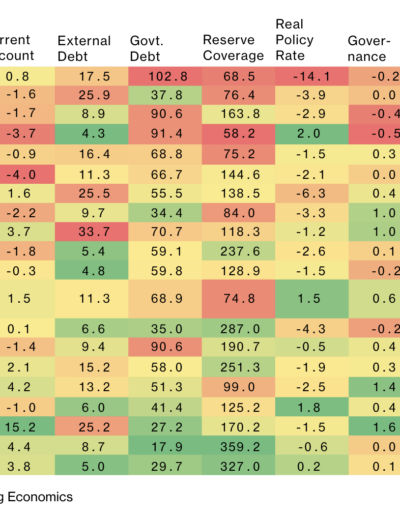 Real
rrent External Govt. Reserve Policy Gover-
count Debt Debt Coverage Rate nance
0.8 17.5 102.8 68.5 -14.1 -0.2
-1.6 25.9 37.8 76.4 -3.9 0.0
-1.7 8.9 90.6 163.8 -2.9 -0.4
-3.7 4.3 91.4 58.2 2.0 -0.5
-0.9 16.4 68.8 75.2 -1.5 0.3
-4.0 11.3 66.7 144.6 -2.1 0.0
1.6 25.5 55.5 138.5 -6.3 0.4
-2.2 9.7 34.4 84.0 -3.3 1.0
3.7 33.7 70.7 118.3 -1.2 1.0
-1.8 5.4 59.1 237.6 -2.6 0.1
-0.3 4.8 59.8 128.9 -1.5 -0.2
1.5 11.3 68.9 74.8 1.5 0.6
0.1 6.6 35.0 287.0 -4.3 -0.2
-1.4 9.4 90.6 190.7 -0.5 0.4
2.1 15.2 58.0 251.3 -1.9 0.3
4.2 13.2 51.3 99.0 -2.5 1.4
-1.0 6.0 41.4 125.2 1.8 0.4
15.2 25.2 27.2 170.2 -1.5 1.6
4.4 8.7 17.9 359.2 -0.6 0.0
3.8 5.0 29.7 327.0 0.2 0.1
g Economics